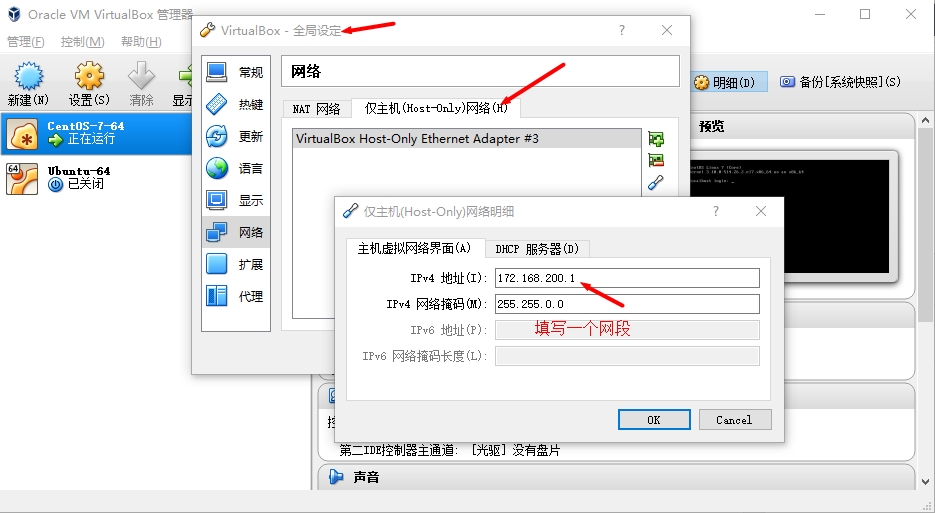 Oracle VM VirtualBox 管理器
管理(F) 控制(M) 帮助(H)
新建(N) 设置(S) 清除 显示
明细(D) 备份[系统快照](S)
CentOS-7-64
正在运行
64
Ubuntu-64
已关闭
预览
VirtualBox - 全局设定
?
常规
热键
更新
语言
显示
网络
扩展
代理
网络
NAT 网络 仅主机(Host-Only)网络(H)
VirtualBox Host-Only Ethernet Adapter #3
仅主机(Host-Only)网络明细
?
主机虚拟网络界面(A) DHCP 服务器(D)
IPv4 地址(I): 172.168.200.1
IPv4 网络掩码(M): 255.255.0.0
IPv6 地址(P):
填写一个网段
IPv6 网络掩码长度(L):
OK Cancel
第二IDE控制器主通道: [光驱] 没有盘片
声音